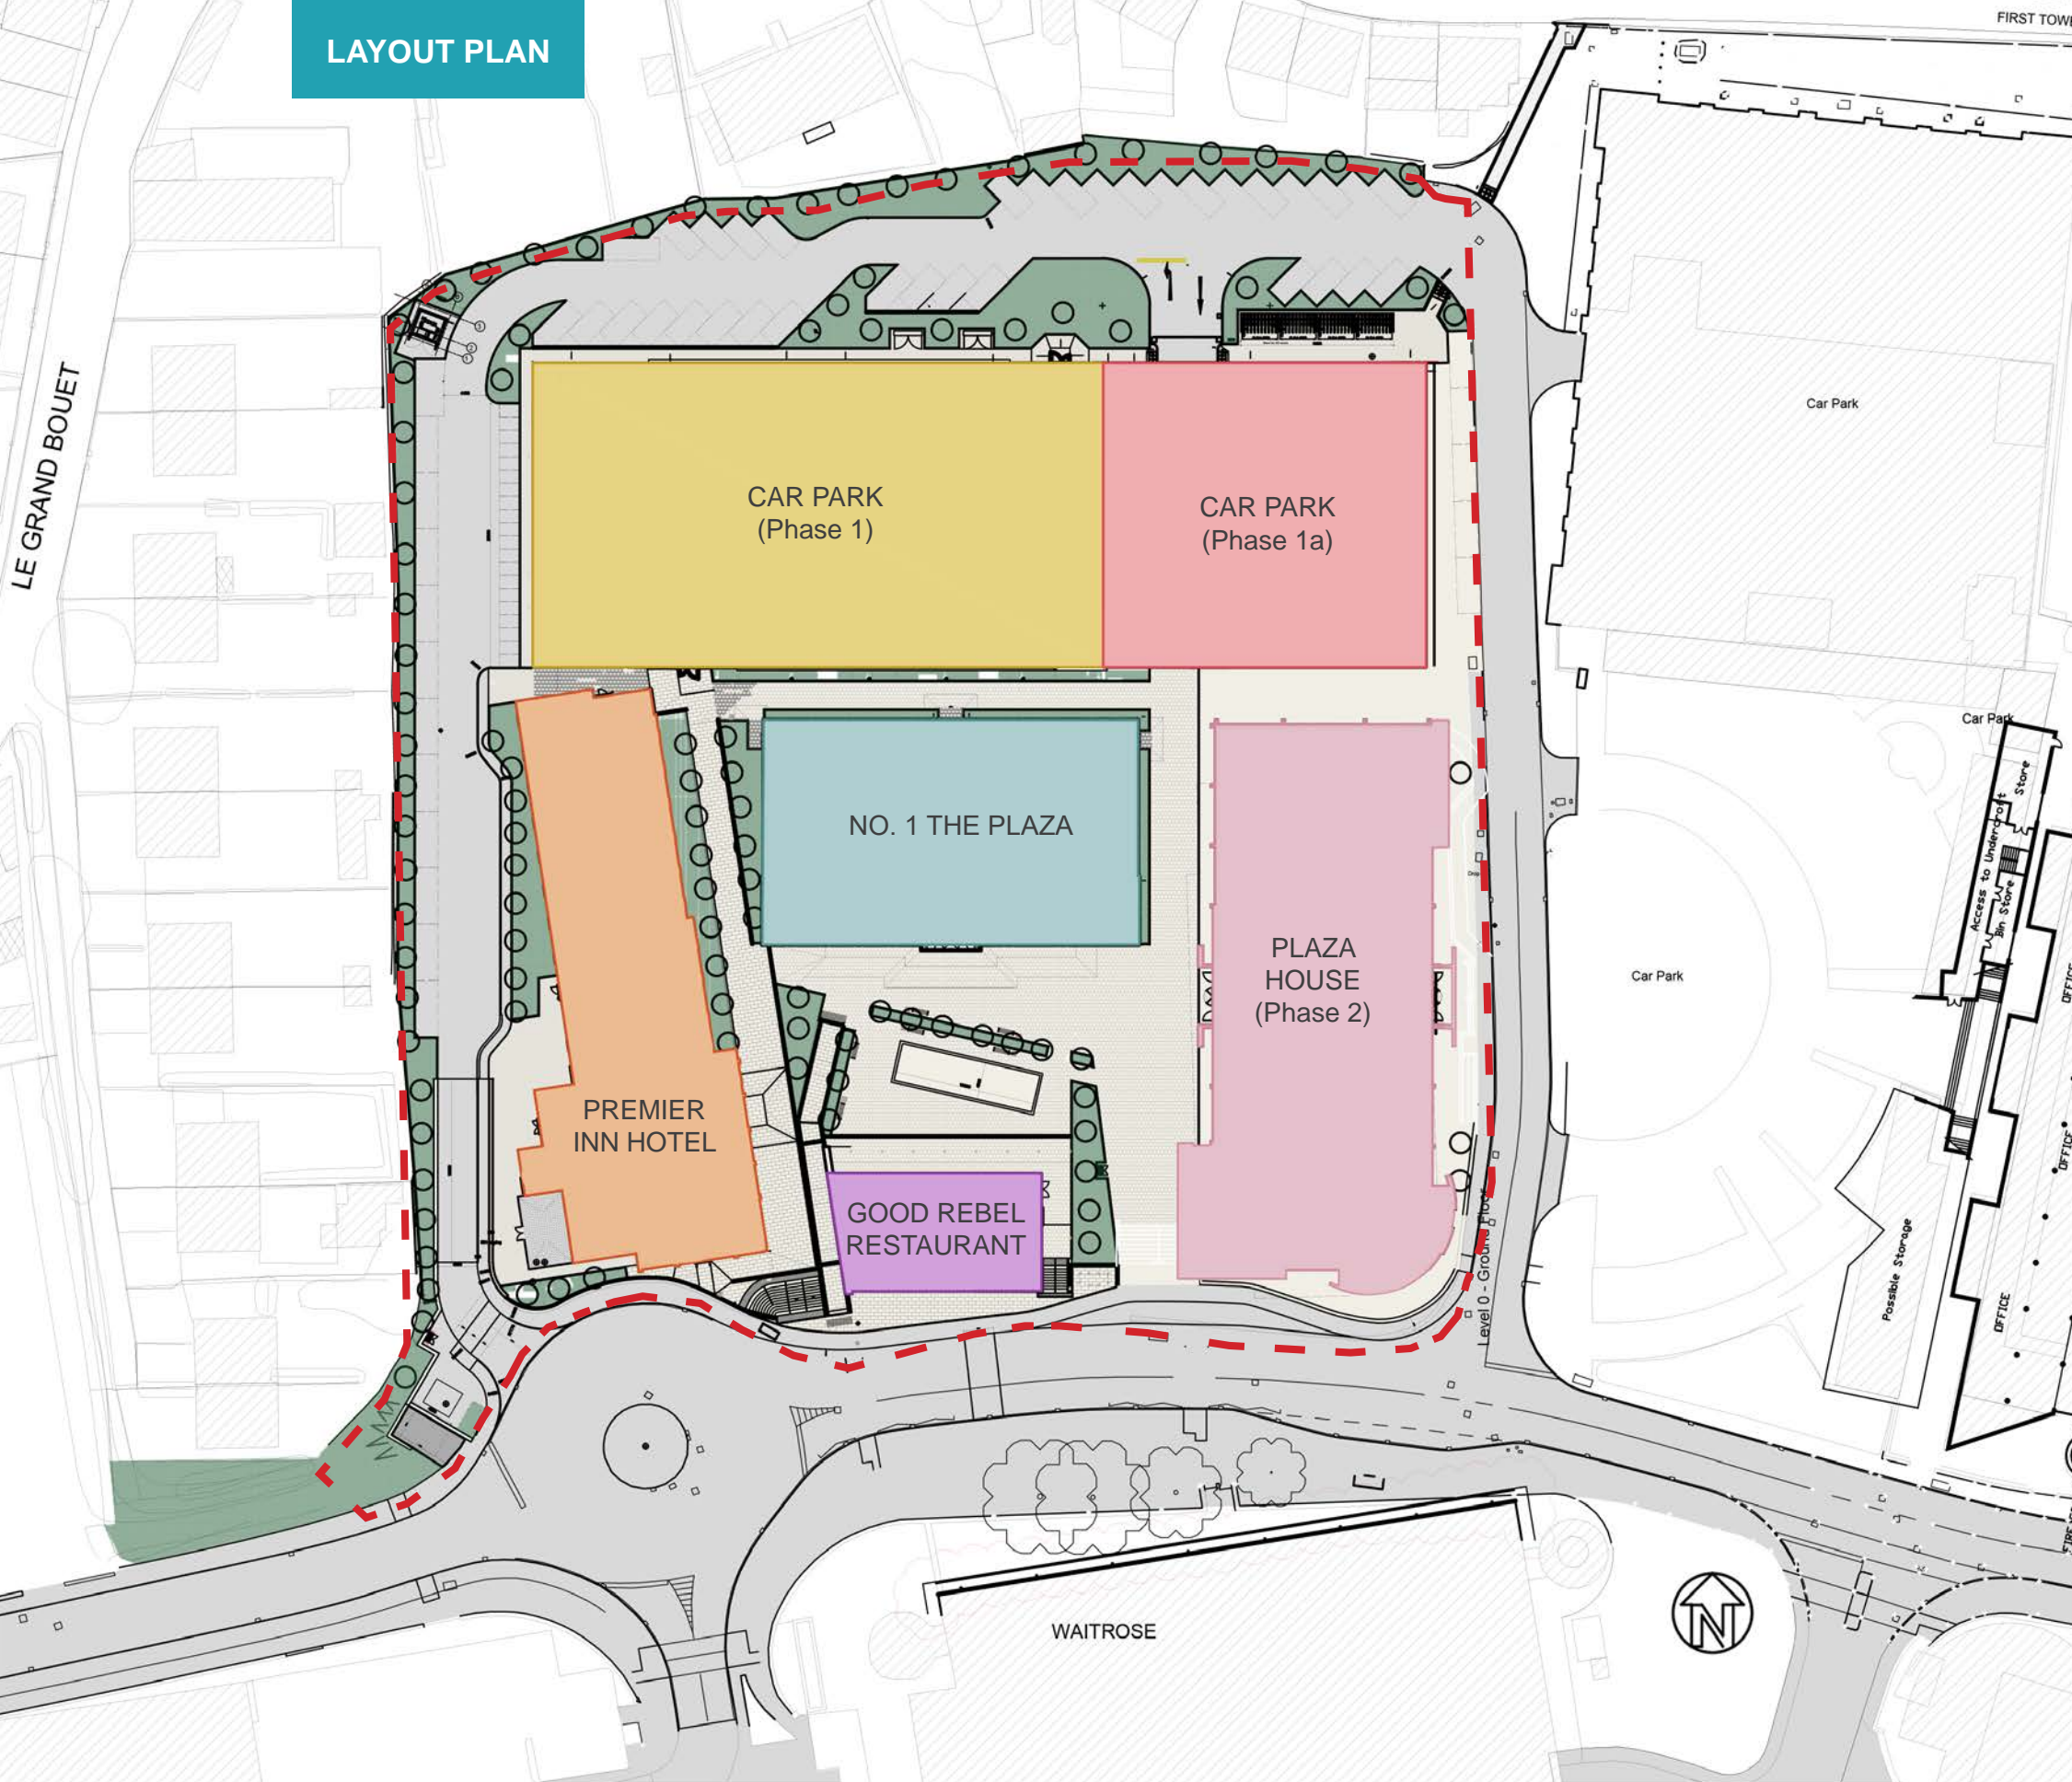 LAYOUT PLAN
FIRST TOWE
LE GRAND BOUET
Car Park
CAR PARK
(Phase 1)
CAR PARK
(Phase 1a)
Car Park
Store
Access to Undercroft
Bin Store
NO. 1 THE PLAZA
PLAZA
HOUSE
(Phase 2)
Car Park
OFFICE
PREMIER
INN HOTEL
OFFICE
GOOD REBEL
RESTAURANT
Level 0 - Ground Floor
Possible Storage
OFFICE
WAITROSE
N